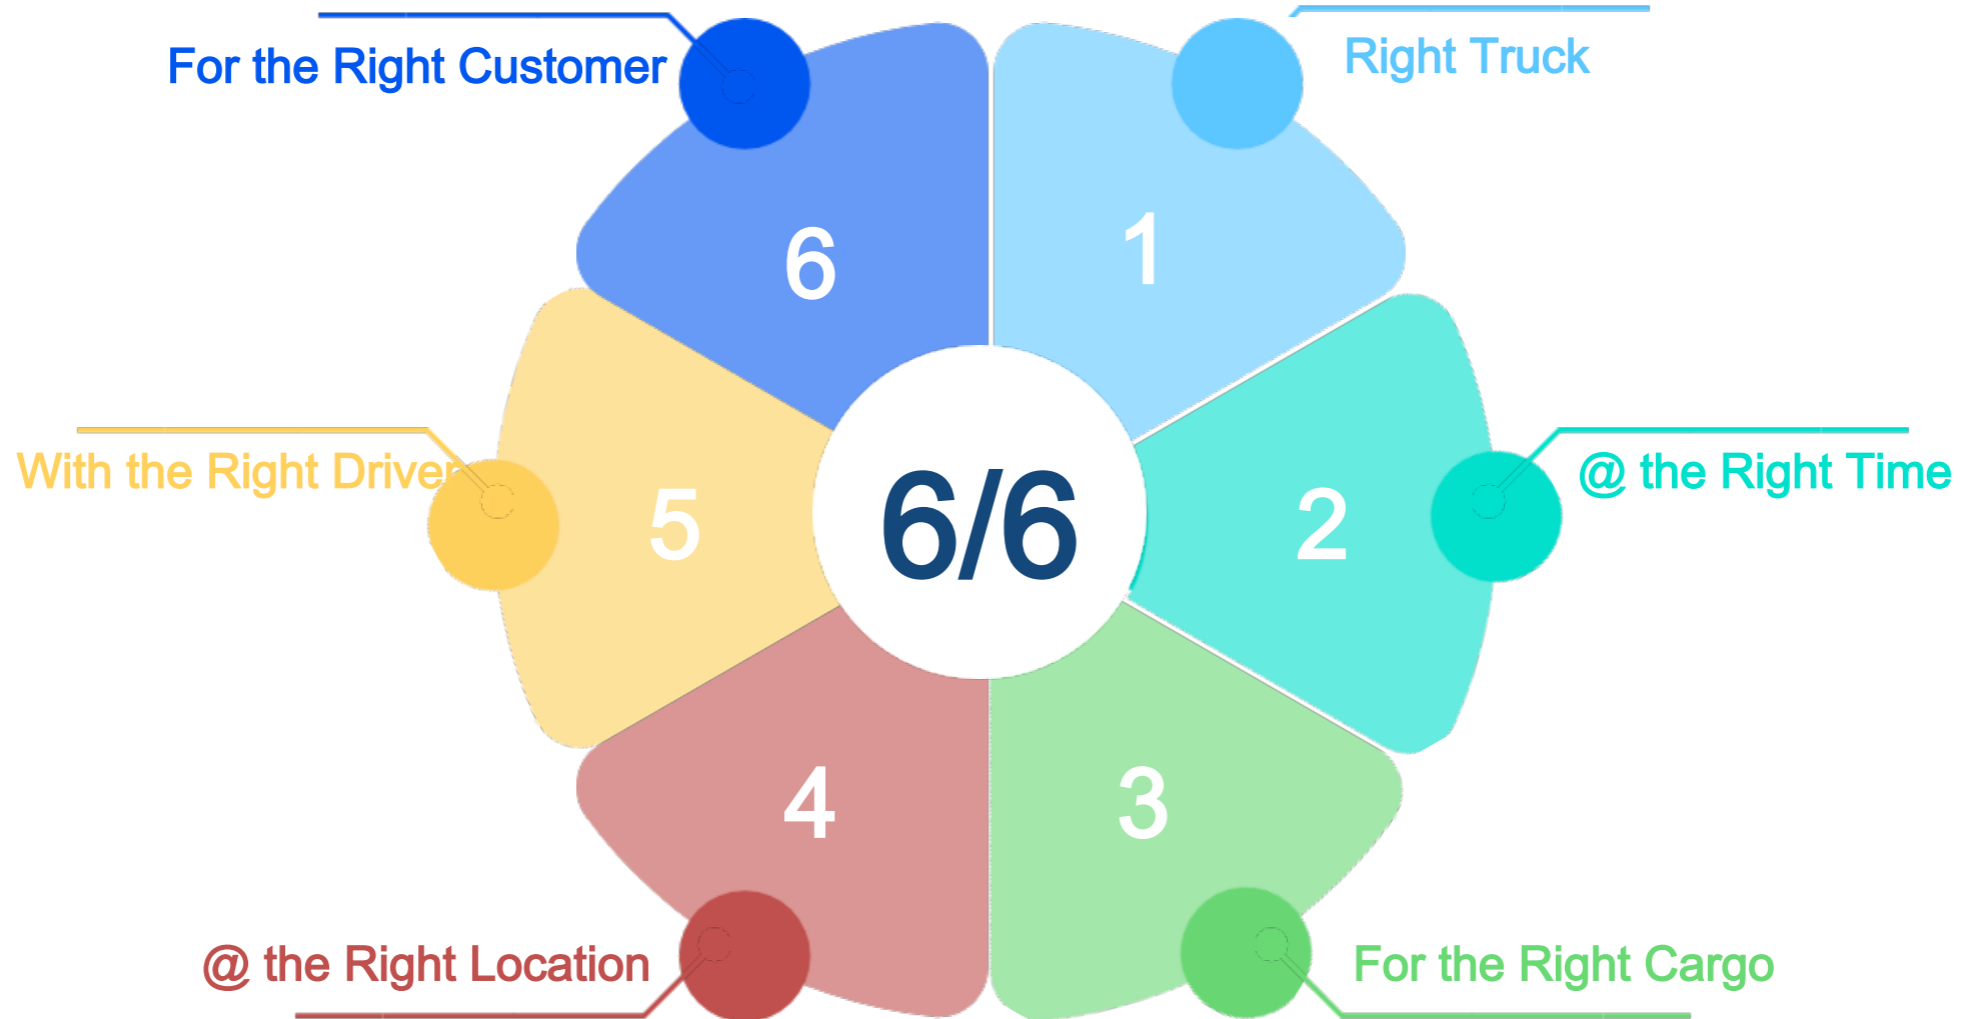 For the Right Customer
Right Truck
6
1
With the Right Driver
5
6/6
2
@ the Right Time
4
3
@ the Right Location
For the Right Cargo